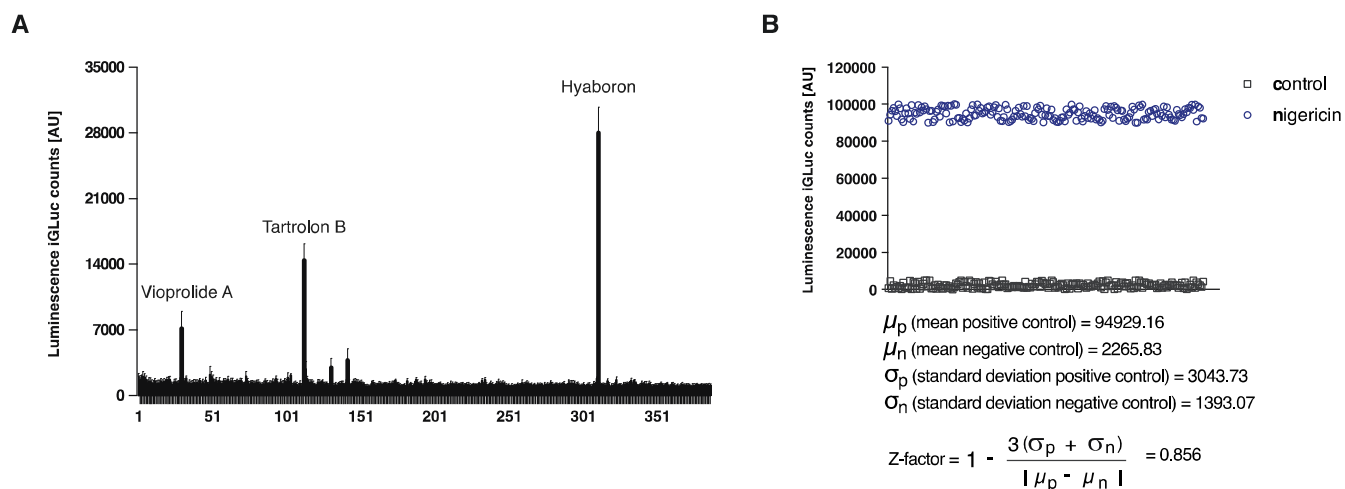 A
Luminescence iGLuc counts [AU]
35000
28000
21000
14000
7000
0
Vioprolide A
Tartrolon B
Hyaboron
1 51 101 151 201 251 301 351
B
Luminescence iGLuc counts [AU]
120000
100000
80000
60000
40000
20000
0
control
nigericin
μp (mean positive control) = 94929.16
μn (mean negative control) = 2265.83
σp (standard deviation positive control) = 3043.73
σn (standard deviation negative control) = 1393.07
3 (σp + σn)
Z-factor = 1 - = 0.856
| μp - μn |